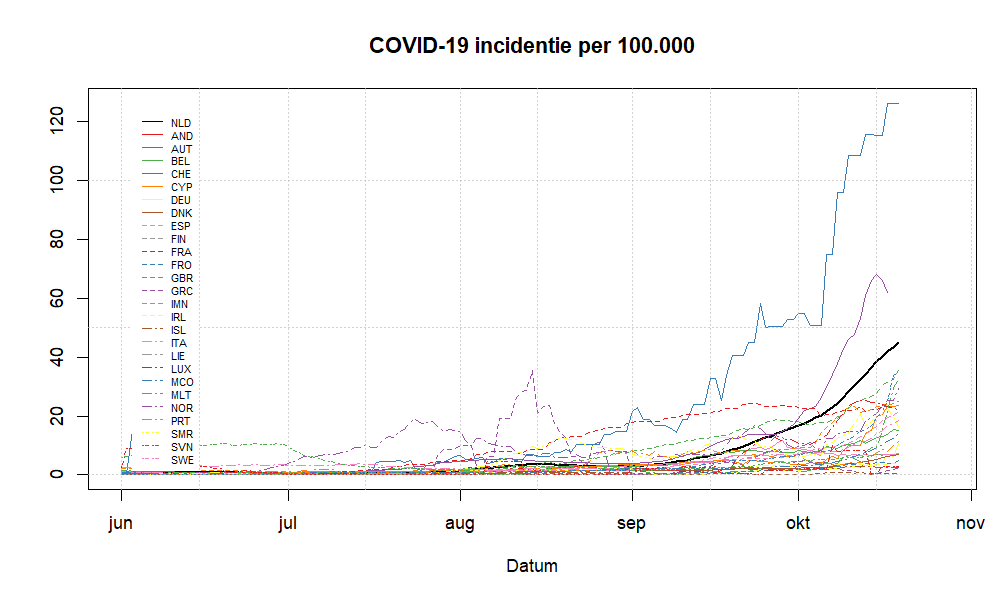 COVID-19 incidentie per 100.000
120
100
80
60
40
20
0
NLD
AND
AUT
BEL
CHE
CYP
DEU
DNK
ESP
FIN
FRA
FRO
GBR
GRC
IMN
IRL
ISL
ITA
LIE
LUX
MCO
MLT
NOR
PRT
SMR
SVN
SWE
jun jul aug sep okt nov
Datum